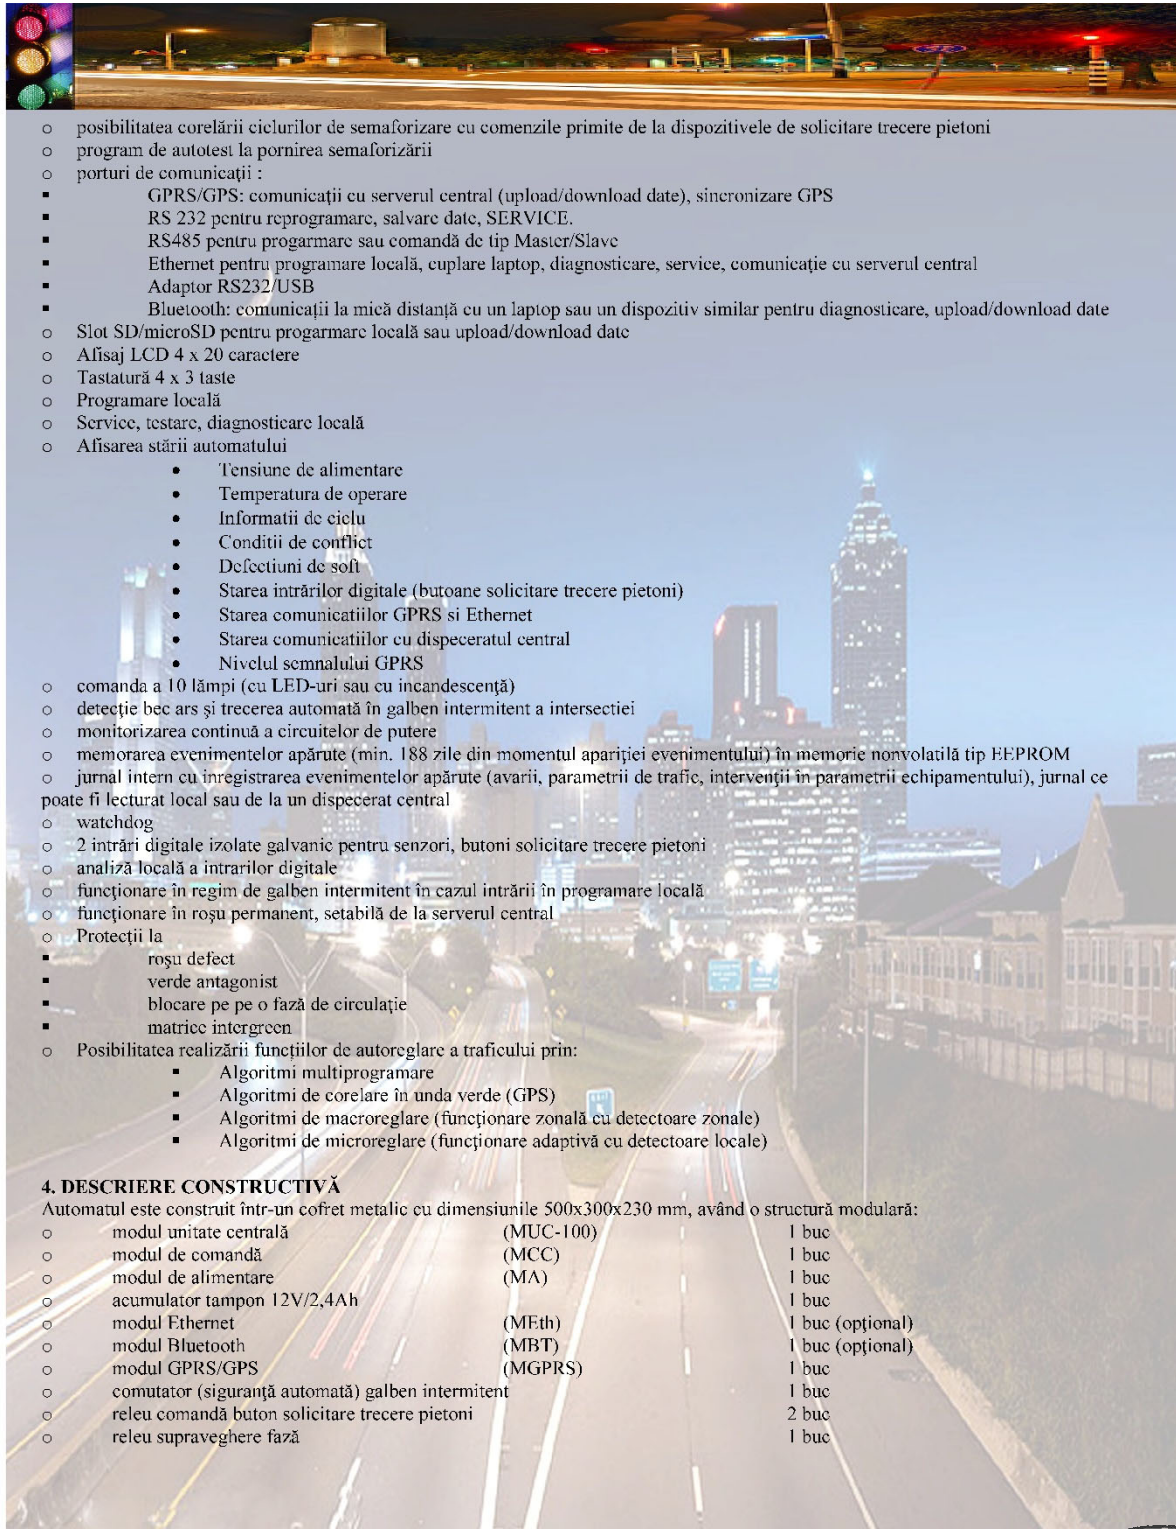 o posibilitatea corelării ciclurilor de semaforizare cu comenzile primite de la dispozitivele de solicitare trecere pietoni
o program de autotest la pornirea semaforizării
o porturi de comunicații :
▪ GPRS/GPS: comunicații cu serverul central (upload/download date), sincronizare GPS
▪ RS 232 pentru reprogramare, salvare date, SERVICE.
▪ RS485 pentru progarmare sau comandă de tip Master/Slave
▪ Ethernet pentru programare locală, cuplare laptop, diagnosticare, service, comunicație cu serverul central
▪ Adaptor RS232/USB
▪ Bluetooth: comunicații la mică distanță cu un laptop sau un dispozitiv similar pentru diagnosticare, upload/download date
o Slot SD/microSD pentru progarmare locală sau upload/download date
o Afisaj LCD 4 x 20 caractere
o Tastatură 4 x 3 taste
o Programare locală
o Service, testare, diagnosticare locală
o Afisarea stării automatului
• Tensiune de alimentare
• Temperatura de operare
• Informatii de ciclu
• Conditii de conflict
• Defectiuni de soft
• Starea intrărilor digitale (butoane solicitare trecere pietoni)
• Starea comunicatiilor GPRS si Ethernet
• Starea comunicatiilor cu dispeceratul central
• Nivelul semnalului GPRS
o comanda a 10 lămpi (cu LED-uri sau cu incandescenţă)
o detecţie bec ars şi trecerea automată în galben intermitent a intersectiei
o monitorizarea continuă a circuitelor de putere
o memorarea evenimentelor apărute (min. 188 zile din momentul apariţiei evenimentului) în memorie nonvolatilă tip EEPROM
o jurnal intern cu inregistrarea evenimentelor apărute (avarii, parametrii de trafic, intervenţii în parametrii echipamentului), jurnal ce
poate fi lecturat local sau de la un dispecerat central
o watchdog
o 2 intrări digitale izolate galvanic pentru senzori, butoni solicitare trecere pietoni
o analiză locală a intrarilor digitale
o funcţionare în regim de galben intermitent în cazul intrării în programare locală
o funcţionare în roşu permanent, setabilă de la serverul central
o Protecţii la
▪ roşu defect
▪ verde antagonist
▪ blocare pe pe o fază de circulaţie
▪ matrice intergreen
o Posibilitatea realizării funcțiilor de autoreglare a traficului prin:
▪ Algoritmi multiprogramare
▪ Algoritmi de corelare în unda verde (GPS)
▪ Algoritmi de macroreglare (funcţionare zonală cu detectoare zonale)
▪ Algoritmi de microreglare (funcţionare adaptivă cu detectoare locale)
4. DESCRIERE CONSTRUCTIVĂ
Automatul este construit într-un cofret metalic cu dimensiunile 500x300x230 mm, având o structură modulară:
o modul unitate centrală (MUC-100) 1 buc
o modul de comandă (MCC) 1 buc
o modul de alimentare (MA) 1 buc
o acumulator tampon 12V/2,4Ah 1 buc
o modul Ethernet (MEth) 1 buc (opţional)
o modul Bluetooth (MBT) 1 buc (opţional)
o modul GPRS/GPS (MGPRS) 1 buc
o comutator (siguranţă automată) galben intermitent 1 buc
o releu comandă buton solicitare trecere pietoni 2 buc
o releu supraveghere fază 1 buc